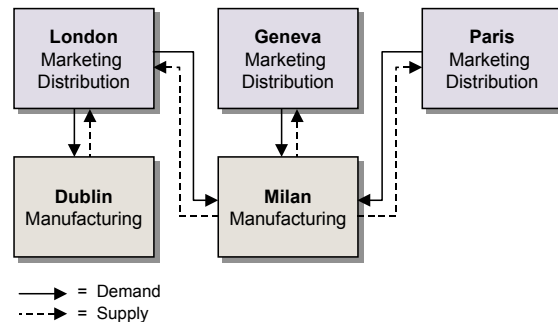 London
Marketing
Distribution
Geneva
Marketing
Distribution
Paris
Marketing
Distribution
Dublin
Manufacturing
Milan
Manufacturing
= Demand
= Supply